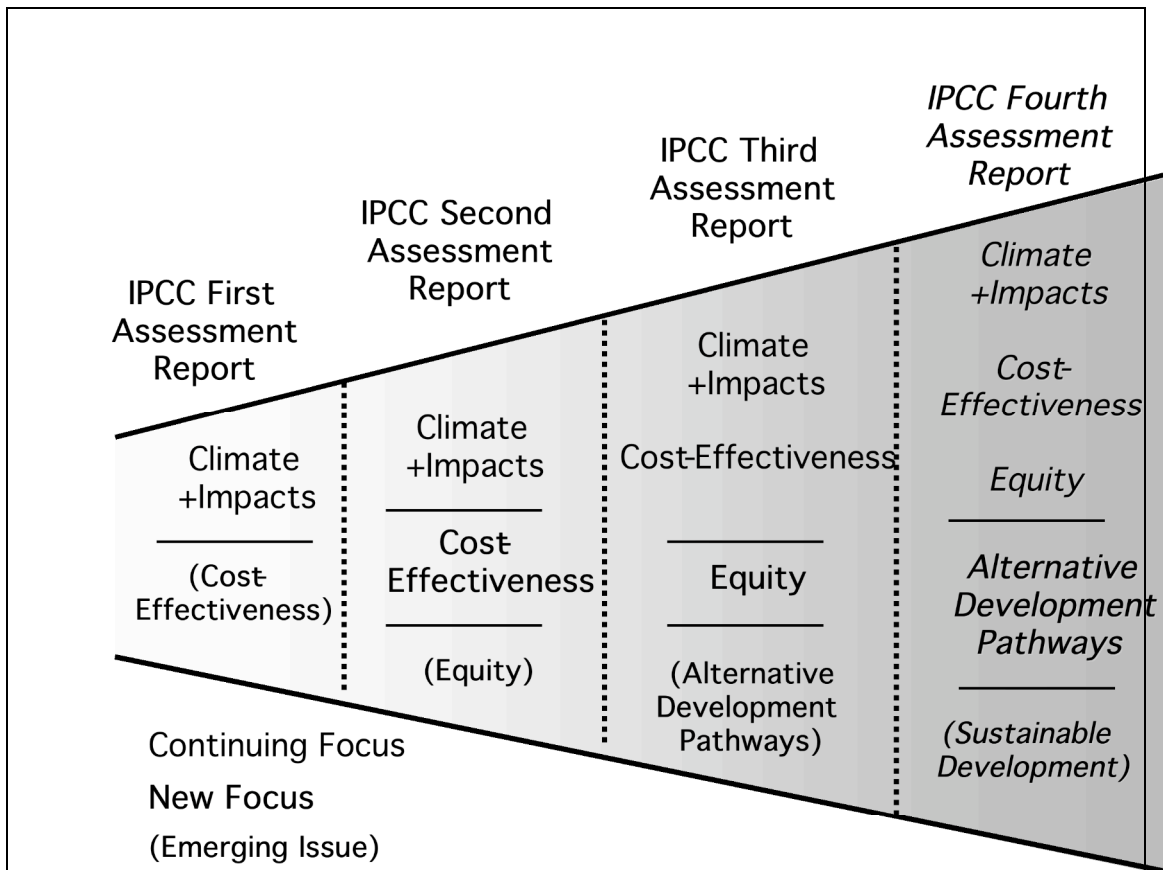 IPCC First
Assessment
Report
Climate
+Impacts
(Cost-
Effectiveness)
IPCC Second
Assessment
Report
Climate
+Impacts
Cost-
Effectiveness
(Equity)
IPCC Third
Assessment
Report
Climate
+Impacts
Cost-Effectiveness
Equity
(Alternative
Development
Pathways)
IPCC Fourth
Assessment
Report
Climate
+Impacts
Cost-
Effectiveness
Equity
Alternative
Development
Pathways
(Sustainable
Development)
Continuing Focus
New Focus
(Emerging Issue)